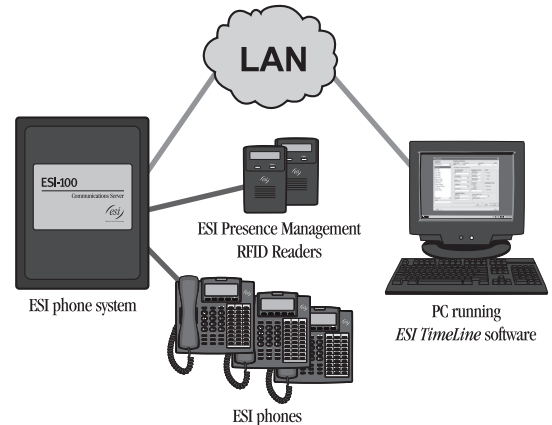 LAN
ESI-100
Communications Server
esi
ESI phone system
ESI Presence Management
RFID Readers
PC running
ESI TimeLine software
ESI phones